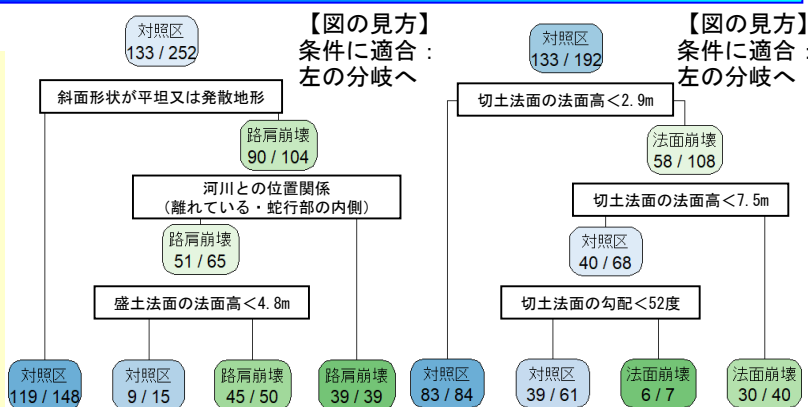 対照区
133 / 252
【図の見方】
条件に適合：
左の分岐へ
斜面形状が平坦又は発散地形
路肩崩壊
90 / 104
河川との位置関係
（離れている・蛇行部の内側）
路肩崩壊
51 / 65
盛土法面の法面高<4.8m
対照区
119 / 148
対照区
9 / 15
路肩崩壊
45 / 50
路肩崩壊
39 / 39
対照区
133 / 192
【図の見方】
条件に適合：
左の分岐へ
切土法面の法面高<2.9m
法面崩壊
58 / 108
切土法面の法面高<7.5m
対照区
40 / 68
切土法面の勾配<52度
対照区
83 / 84
対照区
39 / 61
法面崩壊
6 / 7
法面崩壊
30 / 40